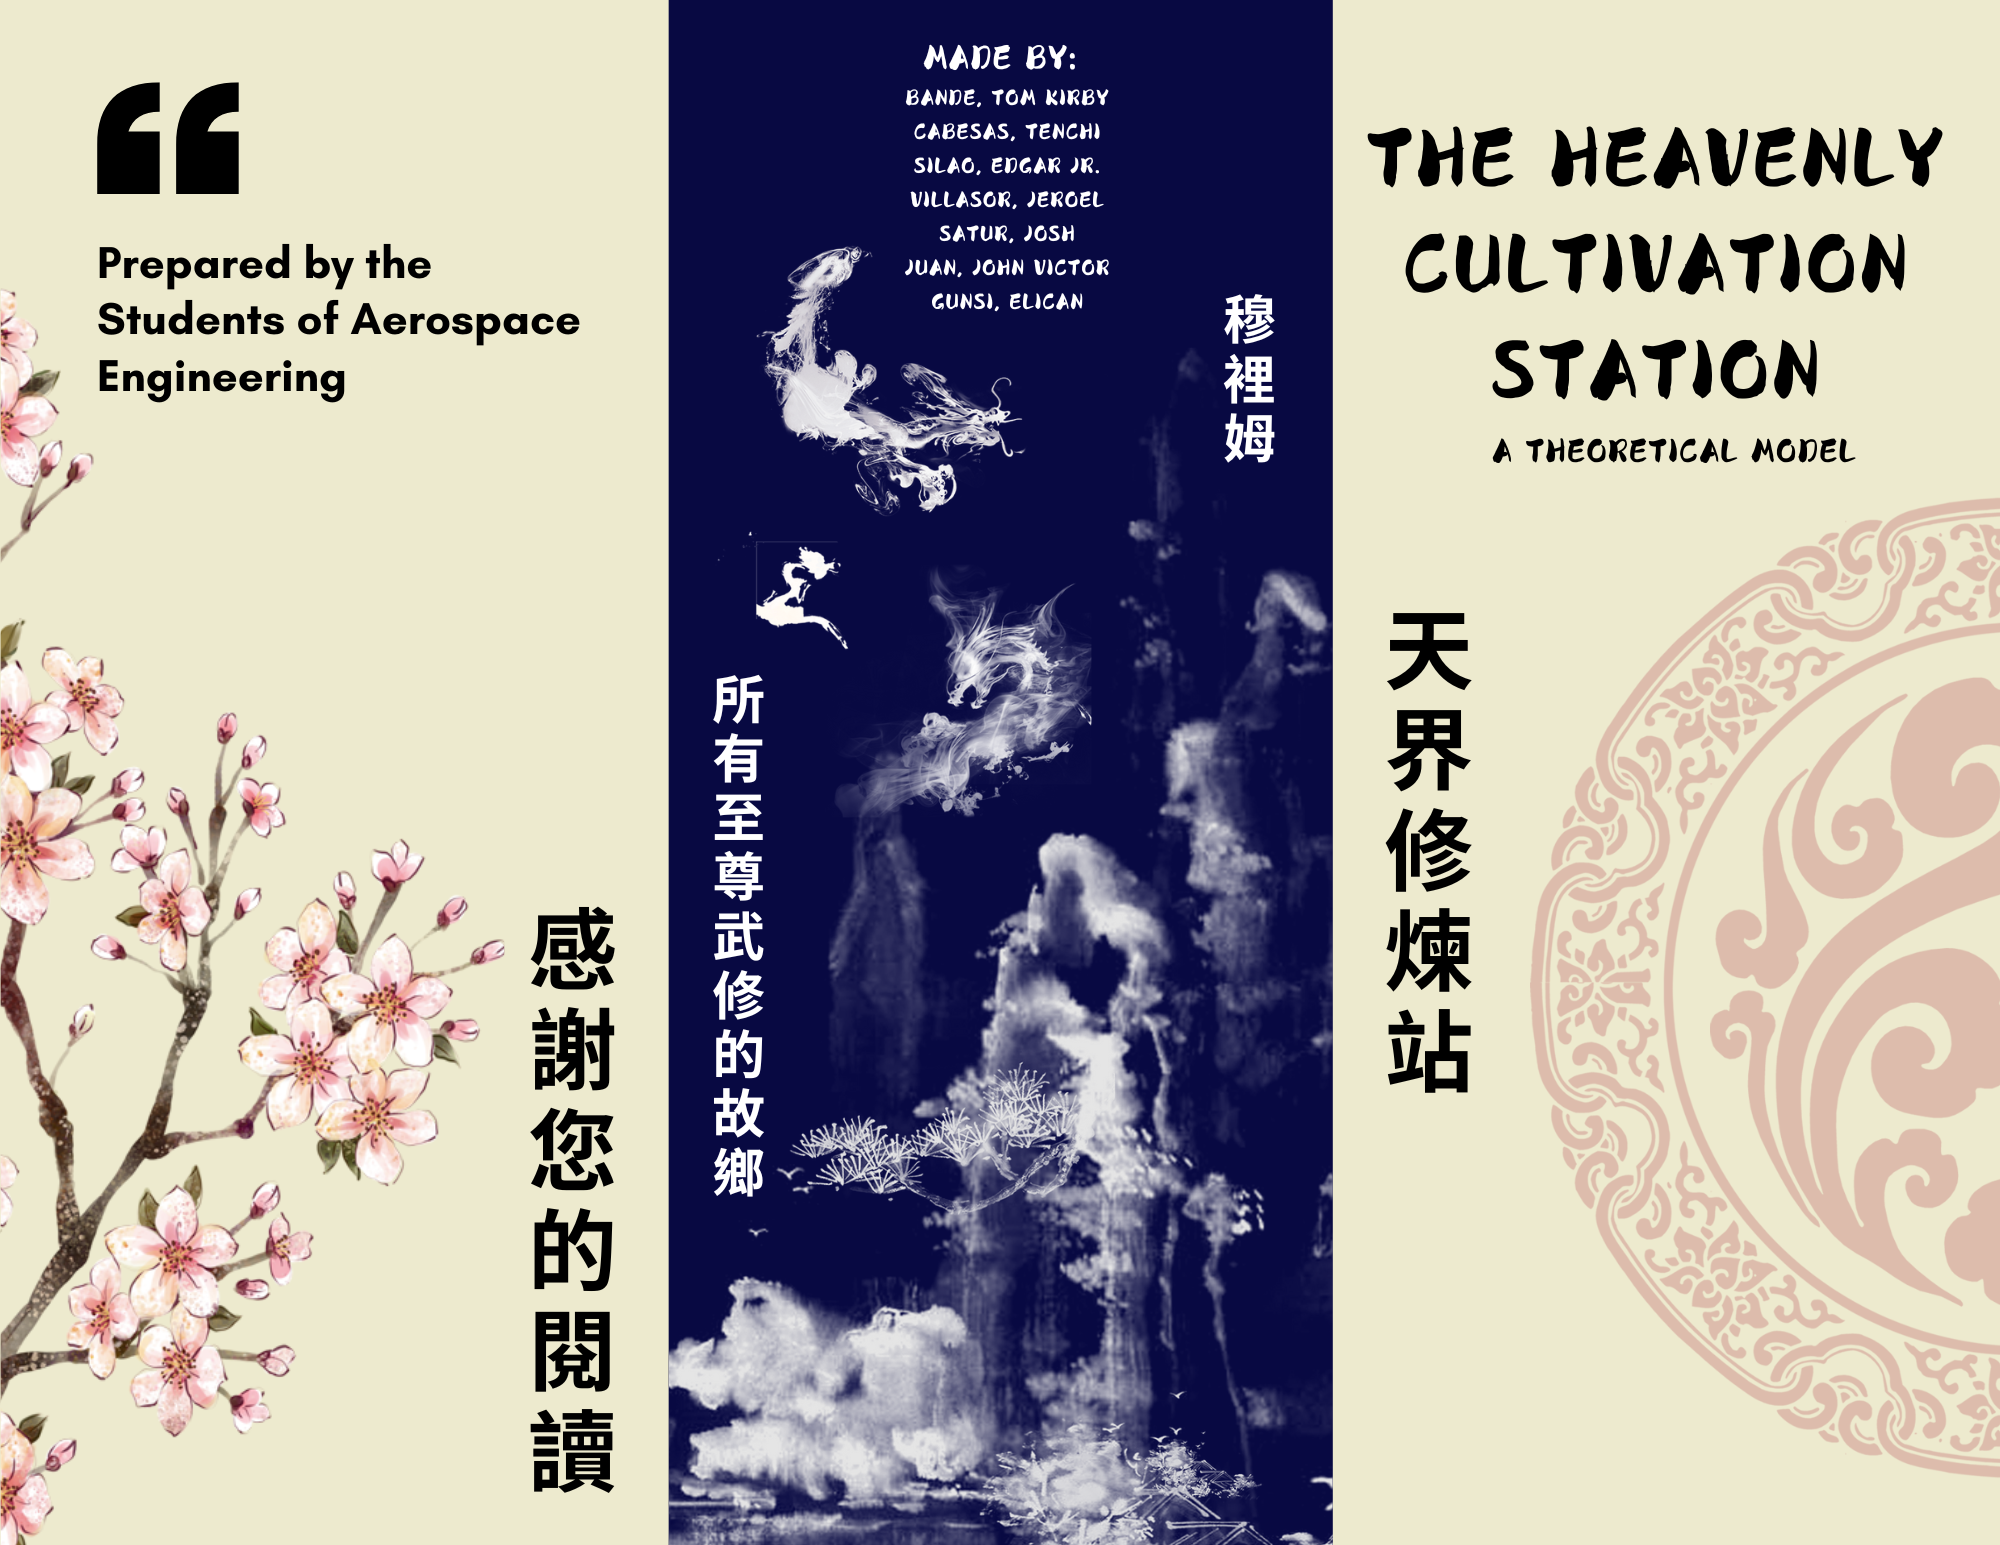 Prepared by the
Students of Aerospace
Engineering
感謝您的閱讀
MADE BY:
BANDE, TOM KIRBY
CABESAS, TENCHI
SILAO, EDGAR JR.
VILLASOR, JEROEL
SATUR, JOSH
JUAN, JOHN VICTOR
GUNSI, ELICAN
穆裡姆
所有至尊武修的故鄉
THE HEAVENLY
CULTIVATION
STATION
A THEORETICAL MODEL
天界修煉站